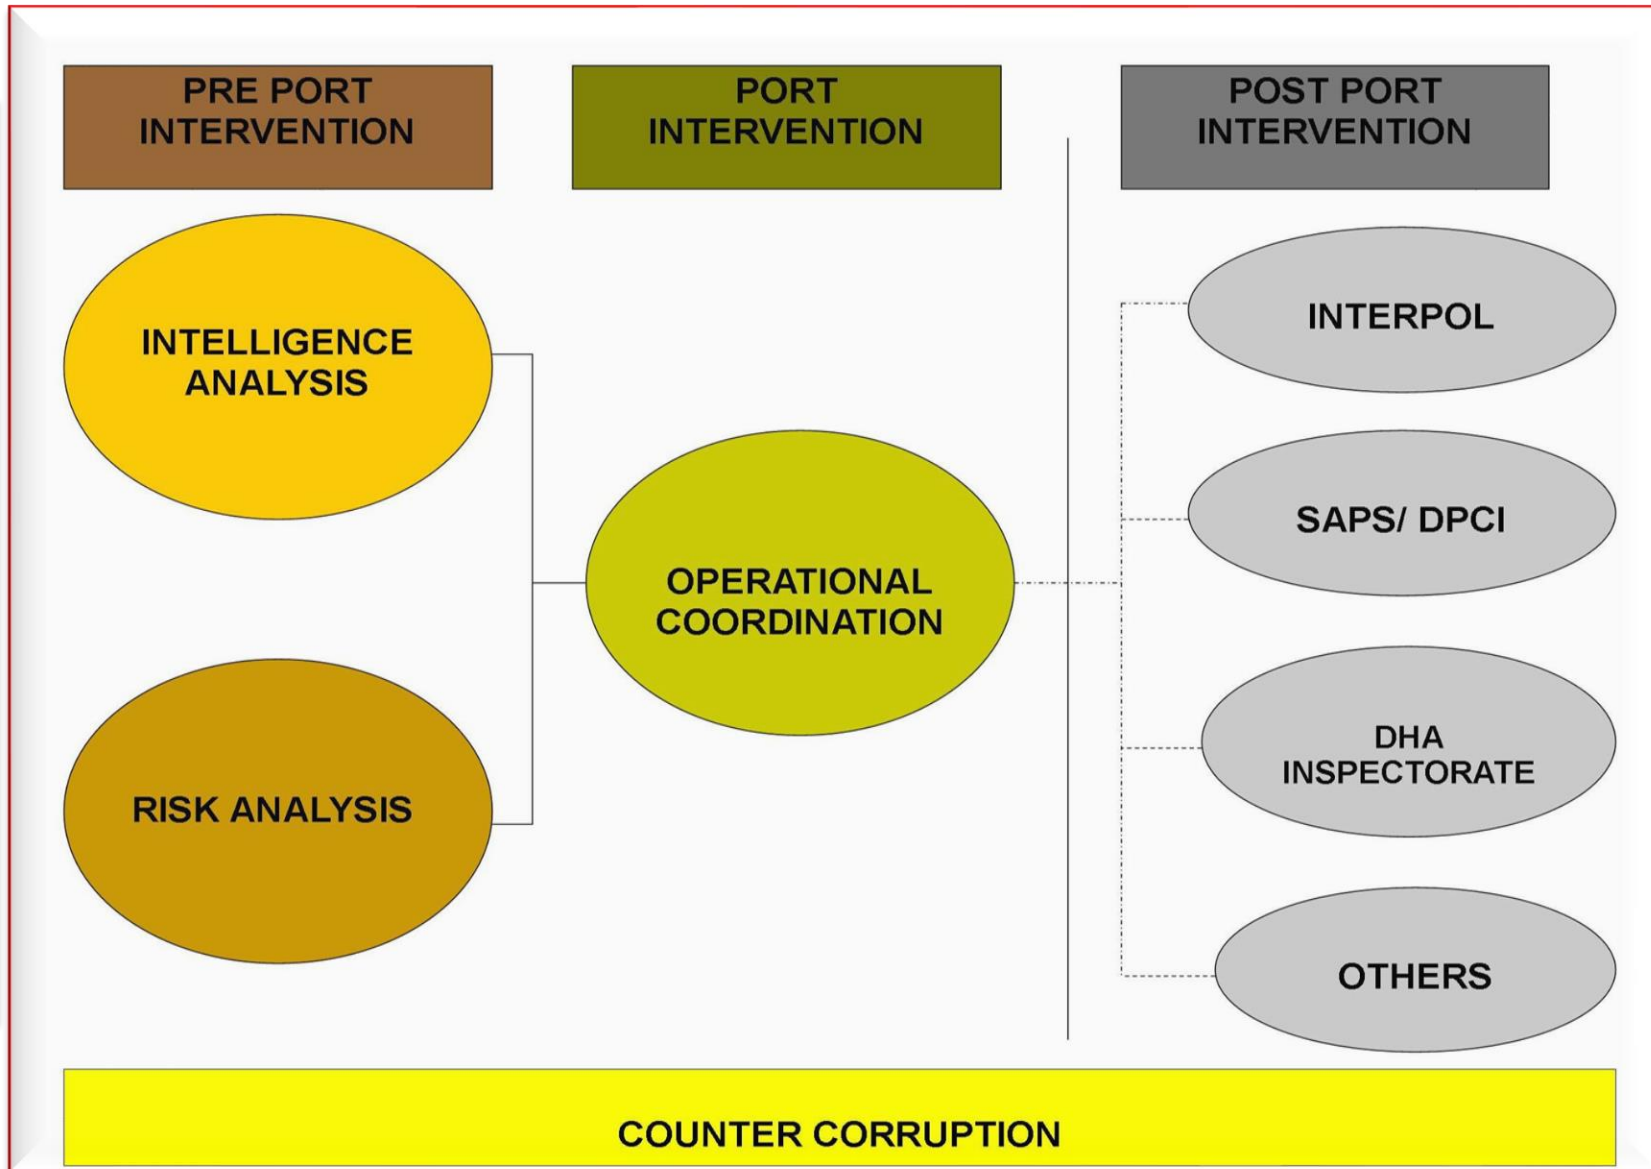 PRE PORT
INTERVENTION
PORT
INTERVENTION
POST PORT
INTERVENTION
INTELLIGENCE
ANALYSIS
RISK ANALYSIS
OPERATIONAL
COORDINATION
INTERPOL
SAPS/ DPCI
DHA
INSPECTORATE
OTHERS
COUNTER CORRUPTION